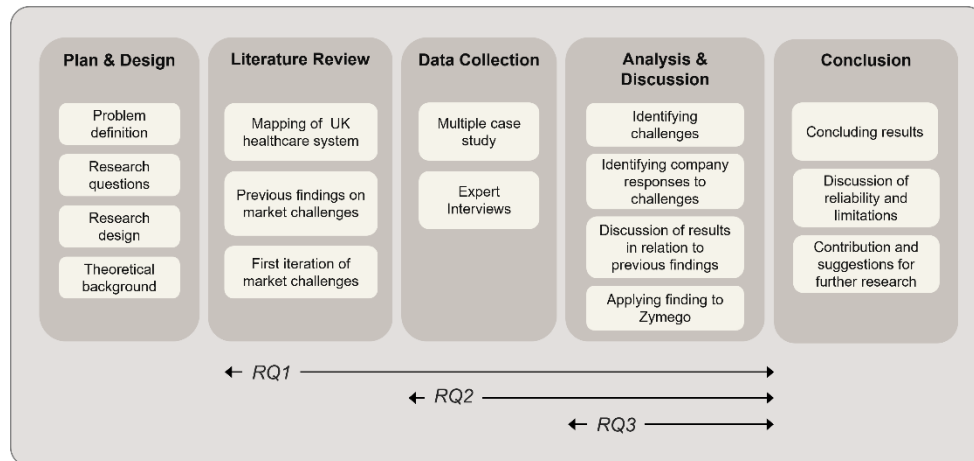 Plan & Design
Problem
definition
Research
questions
Research
design
Theoretical
background
Literature Review
Mapping of UK
healthcare system
Previous findings on
market challenges
First iteration of
market challenges
Data Collection
Multiple case
study
Expert
Interviews
Analysis &
Discussion
Identifying
challenges
Identifying company
responses to
challenges
Discussion of results
in relation to
previous findings
Applying finding to
Zymego
Conclusion
Concluding results
Discussion of
reliability and
limitations
Contribution and
suggestions for
further research
RQ1
RQ2
RQ3